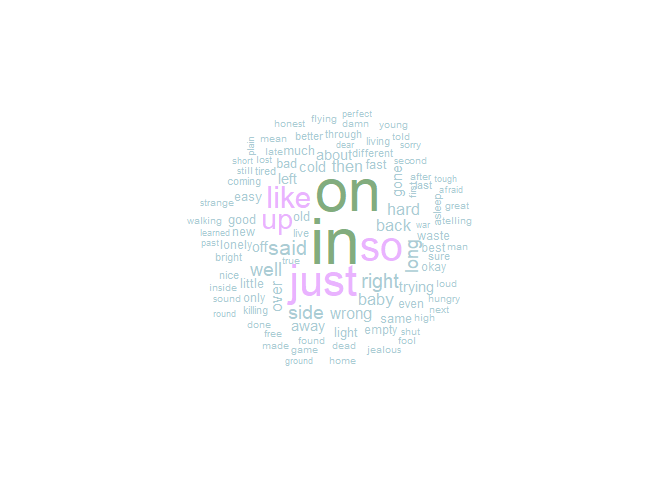 perfect
honest flying damn young
plain mean better through dear living told sorry
late much about different
short lost bad cold then fast second
still tired left gone after tough
coming like on first last afraid
strange easy hard asleep great
walking good up old back war telling
learned new live in so waste
past lonely off said long best man
bright true sure
nice well just right okay
inside little over baby trying loud
sound only even hungry
round killing side wrong same high next
done away light empty shut
free found fool
made game dead jealous
ground home